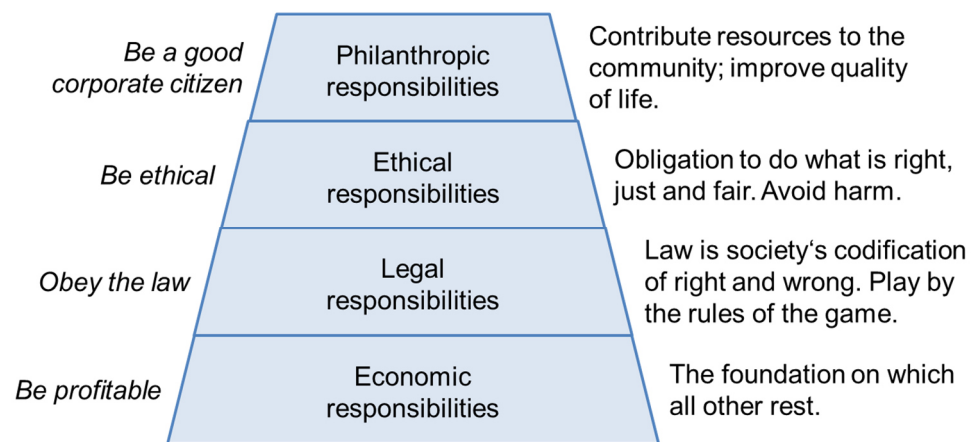 Be a good
corporate citizen
Philanthropic
responsibilities
Contribute resources to the
community; improve quality
of life.
Be ethical
Ethical
responsibilities
Obligation to do what is right,
just and fair. Avoid harm.
Obey the law
Legal
responsibilities
Law is society‘s codification
of right and wrong. Play by
the rules of the game.
Be profitable
Economic
responsibilities
The foundation on which
all other rest.